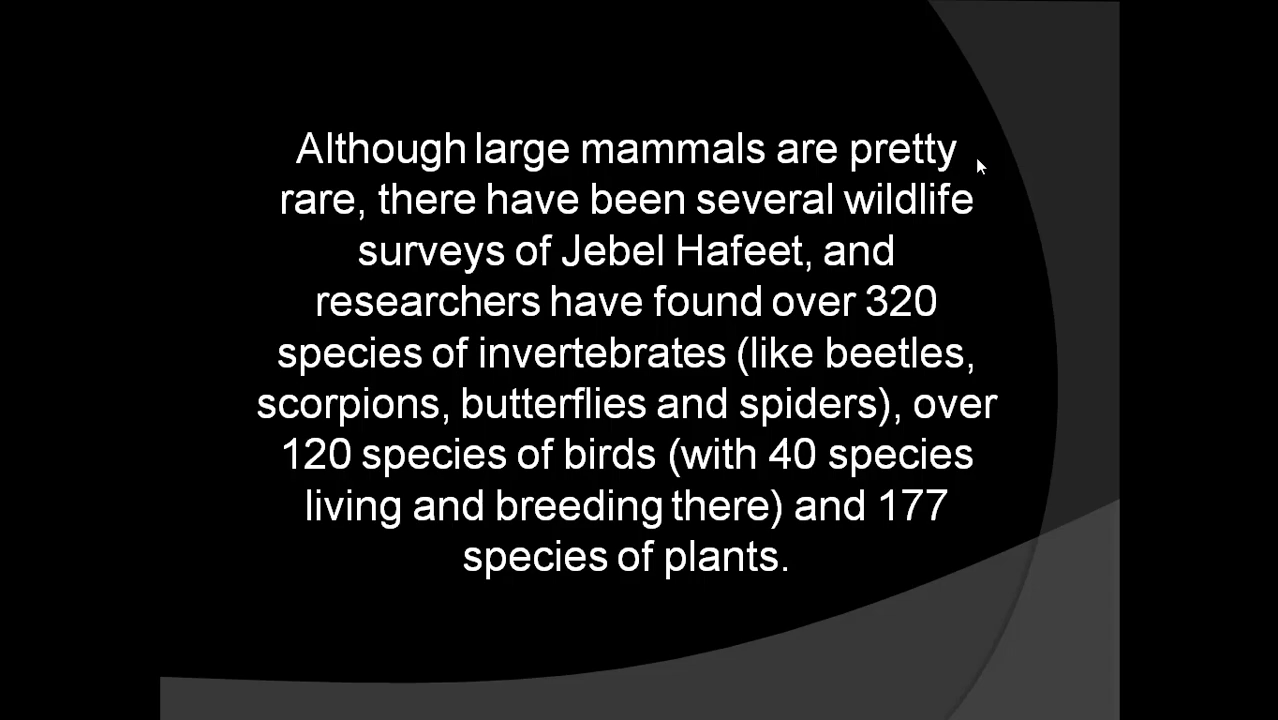 Although large mammals are pretty
rare, there have been several wildlife
surveys of Jebel Hafeet, and
researchers have found over 320
species of invertebrates (like beetles,
scorpions, butterflies and spiders), over
120 species of birds (with 40 species
living and breeding there) and 177
species of plants.